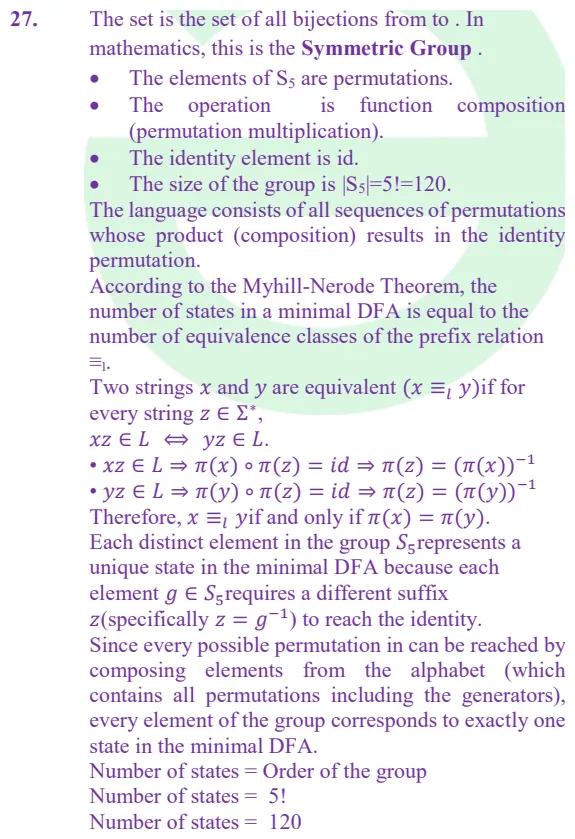 27. The set is the set of all bijections from to . In
mathematics, this is the Symmetric Group .
• The elements of S₅ are permutations.
• The operation is function composition
(permutation multiplication).
• The identity element is id.
• The size of the group is |S₅|=5!=120.
The language consists of all sequences of permutations
whose product (composition) results in the identity
permutation.
According to the Myhill-Nerode Theorem, the
number of states in a minimal DFA is equal to the
number of equivalence classes of the prefix relation
≡ₗ.
Two strings 𝑥 and 𝑦 are equivalent (𝑥 ≡ₗ 𝑦)if for
every string 𝑧 ∈ Σ*,
𝑥𝑧 ∈ 𝐿 ⇔ 𝑦𝑧 ∈ 𝐿.
• 𝑥𝑧 ∈ 𝐿 ⇒ 𝜋(𝑥) ∘ 𝜋(𝑧) = 𝑖𝑑 ⇒ 𝜋(𝑧) = (𝜋(𝑥))⁻¹
• 𝑦𝑧 ∈ 𝐿 ⇒ 𝜋(𝑦) ∘ 𝜋(𝑧) = 𝑖𝑑 ⇒ 𝜋(𝑧) = (𝜋(𝑦))⁻¹
Therefore, 𝑥 ≡ₗ 𝑦if and only if 𝜋(𝑥) = 𝜋(𝑦).
Each distinct element in the group 𝑆₅represents a
unique state in the minimal DFA because each
element 𝑔 ∈ 𝑆₅requires a different suffix
𝑧(specifically 𝑧 = 𝑔⁻¹) to reach the identity.
Since every possible permutation in can be reached by
composing elements from the alphabet (which
contains all permutations including the generators),
every element of the group corresponds to exactly one
state in the minimal DFA.
Number of states = Order of the group
Number of states = 5!
Number of states = 120